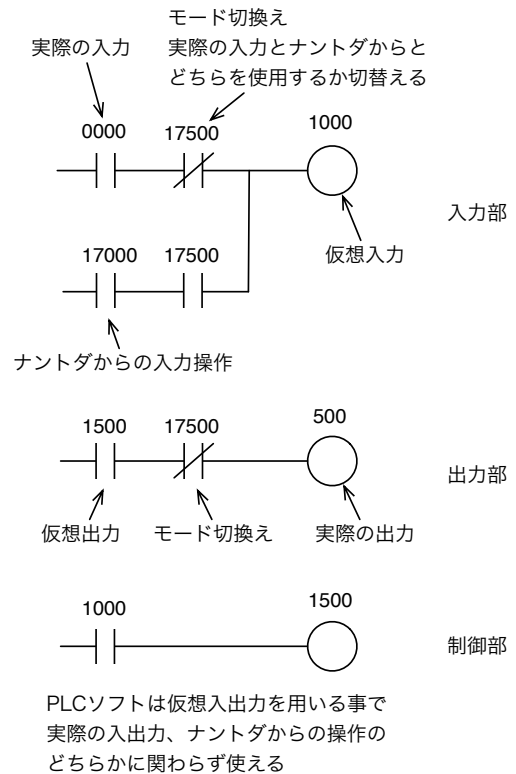 モード切換え
実際の入力とナントダからと
どちらを使用するか切替える
実際の入力
0000
17500
1000
入力部
仮想入力
17000
17500
ナントダからの入力操作
1500
17500
500
出力部
仮想出力
モード切換え
実際の出力
1000
1500
制御部
PLCソフトは仮想入出力を用いる事で
実際の入出力、ナントダからの操作の
どちらかに関わらず使える